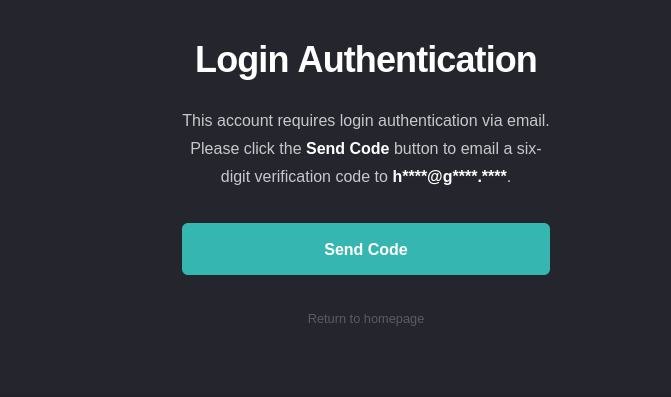 Login Authentication
This account requires login authentication via email.
Please click the Send Code button to email a six-
digit verification code to h****@g****.****.
Send Code
Return to homepage